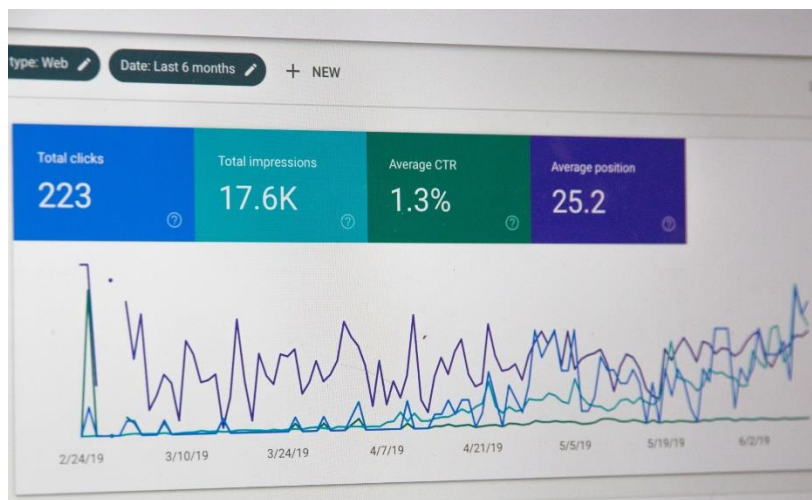 type: Web
Date: Last 6 months
+ NEW
Total clicks
223
Total impressions
17.6K
Average CTR
1.3%
Average position
25.2
2/24/19
3/10/19
3/24/19
4/7/19
4/21/19
5/5/19
5/19/19
6/2/19